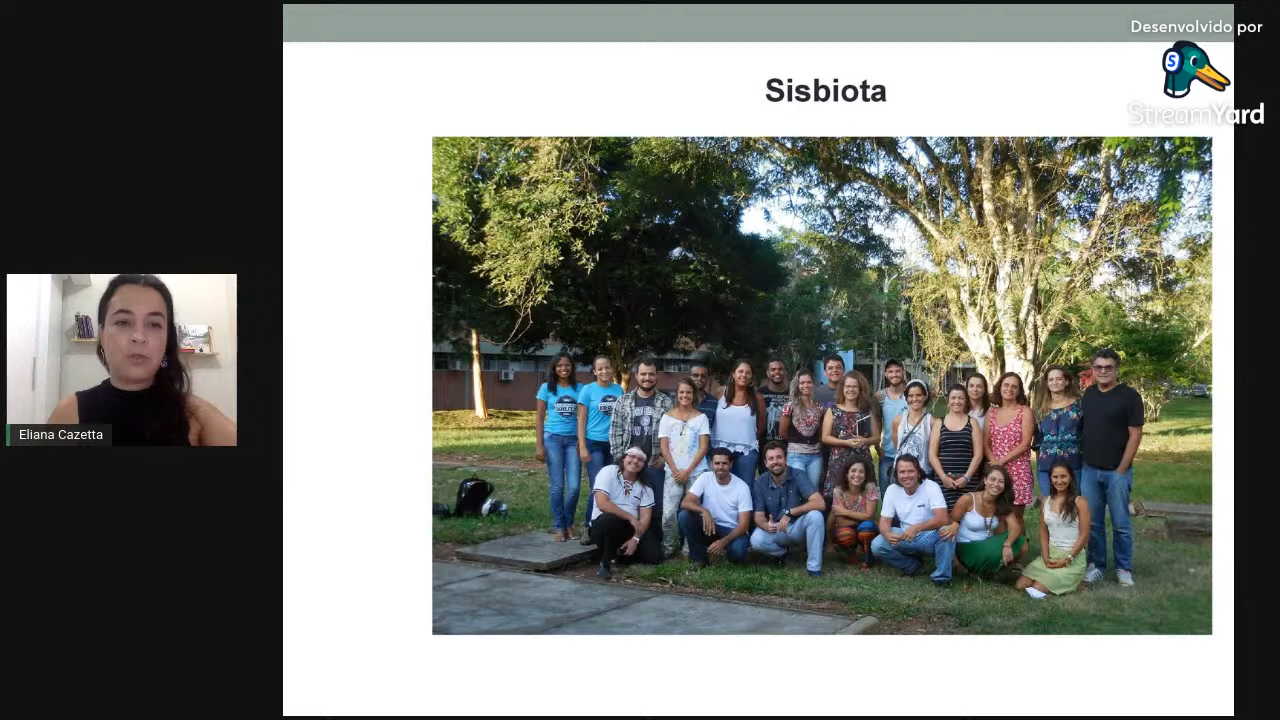 Desenvolvido por
S
StreamYard
Sisbiota
Eliana Cazetta